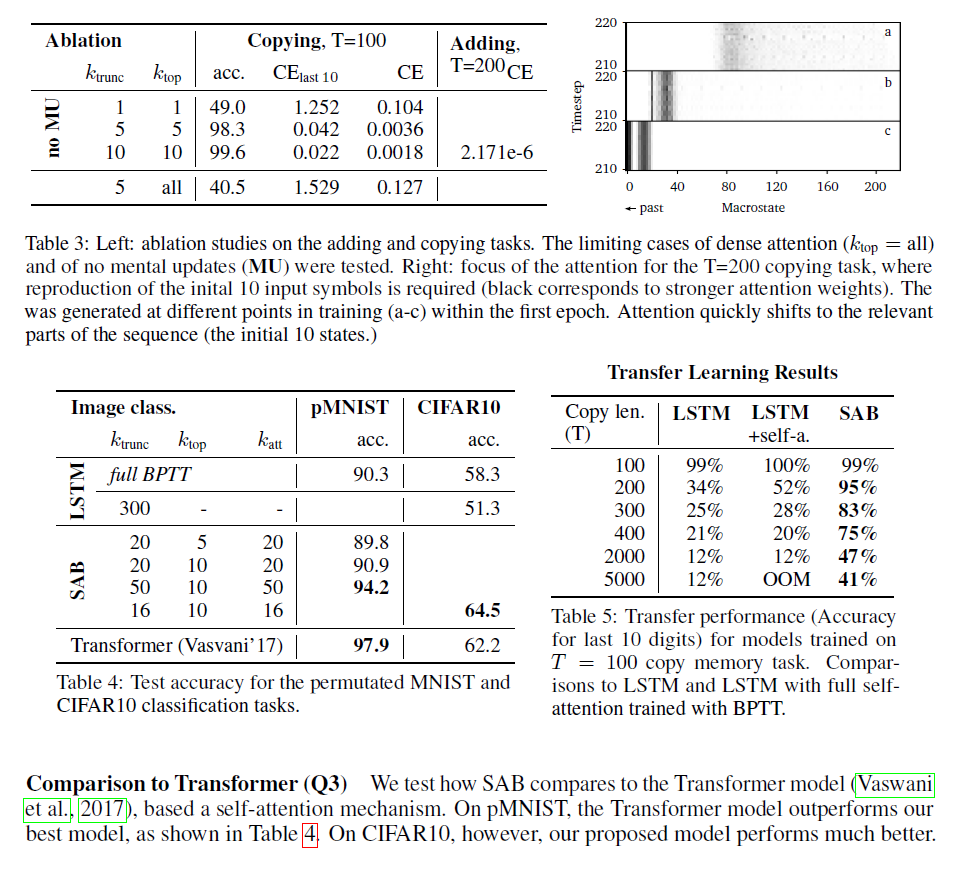 Ablation Copying, T=100 Adding, T=200
k_trunc k_top acc. CE_last 10 CE CE
no MU
1 1 49.0 1.252 0.104
5 5 98.3 0.042 0.0036
10 10 99.6 0.022 0.0018 2.171e-6
5 all 40.5 1.529 0.127
220
a
210
220
b
210
220
c
210
Timestep
0 40 80 120 160 200
← past Macrostate
Table 3: Left: ablation studies on the adding and copying tasks. The limiting cases of dense attention (k_top = all)
and of no mental updates (MU) were tested. Right: focus of the attention for the T=200 copying task, where
reproduction of the inital 10 input symbols is required (black corresponds to stronger attention weights). The
was generated at different points in training (a-c) within the first epoch. Attention quickly shifts to the relevant
parts of the sequence (the initial 10 states.)
Image class. pMNIST CIFAR10
k_trunc k_top k_att acc. acc.
LSTM
full BPTT 90.3 58.3
300 - - 51.3
SAB
20 5 20 89.8
20 10 20 90.9
50 10 50 94.2
16 10 16 64.5
Transformer (Vasvani’17) 97.9 62.2
Table 4: Test accuracy for the permutated MNIST and
CIFAR10 classification tasks.
Transfer Learning Results
Copy len. LSTM LSTM SAB
(T) +self-a.
100 99% 100% 99%
200 34% 52% 95%
300 25% 28% 83%
400 21% 20% 75%
2000 12% 12% 47%
5000 12% OOM 41%
Table 5: Transfer performance (Accuracy
for last 10 digits) for models trained on
T = 100 copy memory task. Compar-
isons to LSTM and LSTM with full self-
attention trained with BPTT.
Comparison to Transformer (Q3) We test how SAB compares to the Transformer model (Vaswani
et al., 2017), based a self-attention mechanism. On pMNIST, the Transformer model outperforms our
best model, as shown in Table 4. On CIFAR10, however, our proposed model performs much better.